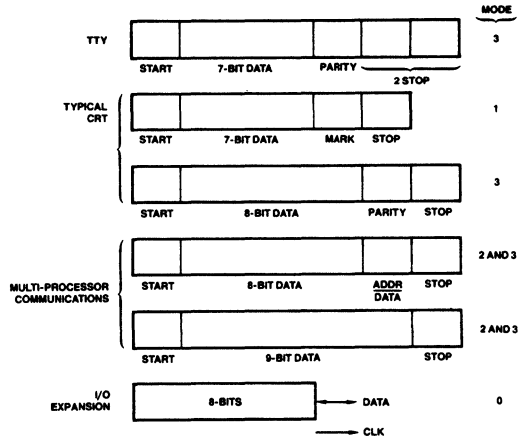 MODE
TTY 3
START 7-BIT DATA PARITY
2 STOP
TYPICAL
CRT
1
START 7-BIT DATA MARK STOP
3
START 8-BIT DATA PARITY STOP
2 AND 3
MULTI-PROCESSOR
COMMUNICATIONS
START 8-BIT DATA ADDR STOP
DATA
2 AND 3
START 9-BIT DATA STOP
I/O
EXPANSION
8-BITS DATA 0
CLK